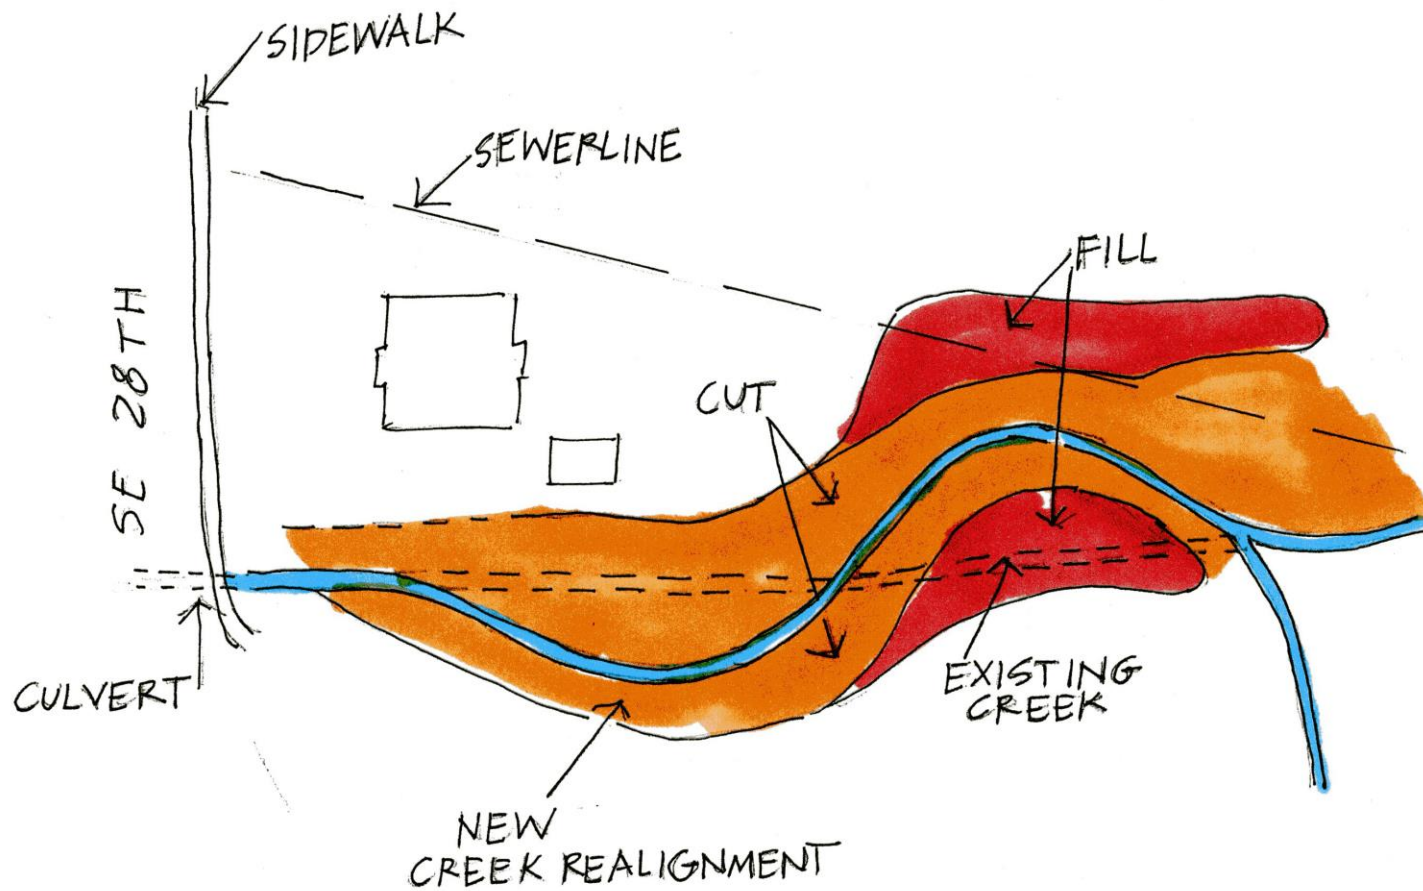 SIDEWALK
SEWERLINE
FILL
SE 28TH
CUT
CULVERT
EXISTING
CREEK
NEW
CREEK REALIGNMENT